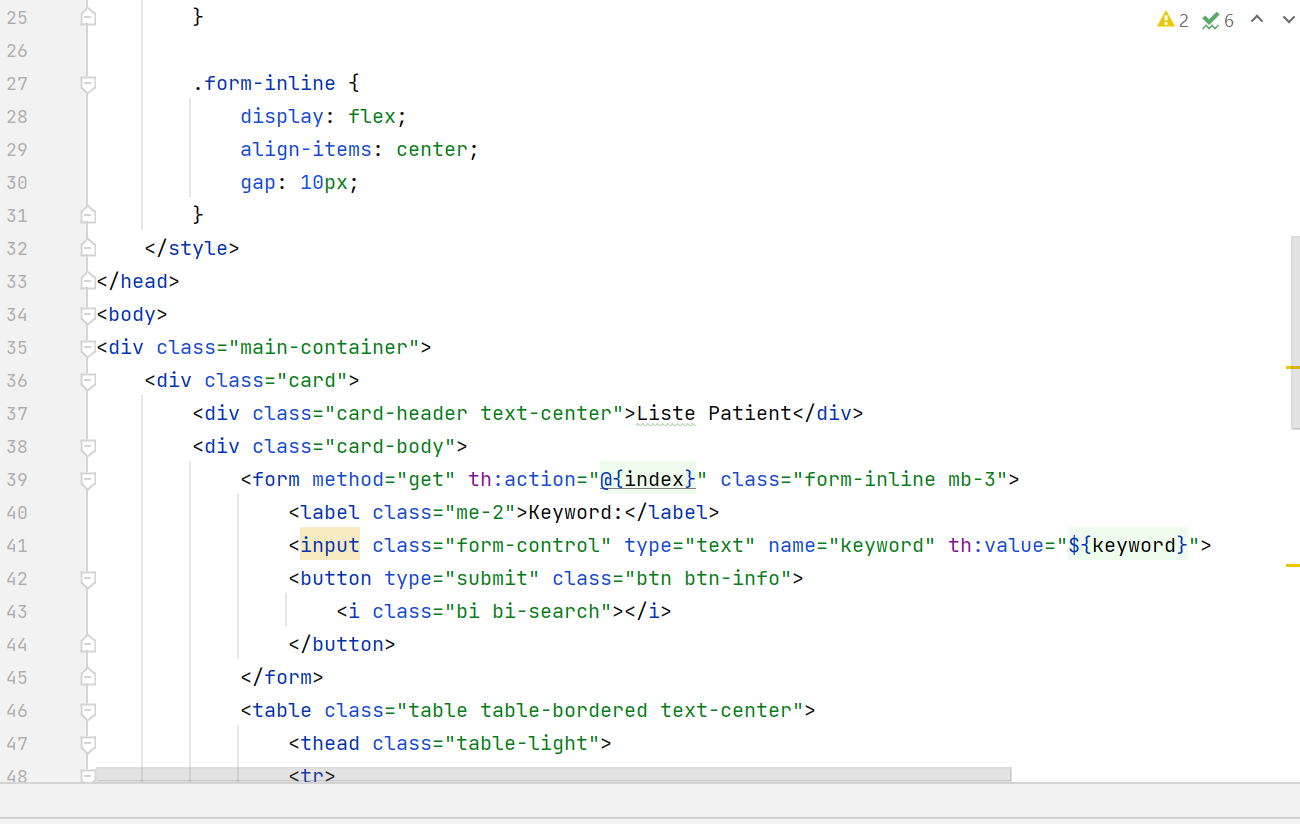 2 6
25 }
26
27 .form-inline {
28 display: flex;
29 align-items: center;
30 gap: 10px;
31 }
32 </style>
33 </head>
34 <body>
35 <div class="main-container">
36 <div class="card">
37 <div class="card-header text-center">Liste Patient</div>
38 <div class="card-body">
39 <form method="get" th:action="@{index}" class="form-inline mb-3">
40 <label class="me-2">Keyword:</label>
41 <input class="form-control" type="text" name="keyword" th:value="${keyword}">
42 <button type="submit" class="btn btn-info">
43 <i class="bi bi-search"></i>
44 </button>
45 </form>
46 <table class="table table-bordered text-center">
47 <thead class="table-light">
48 <tr>